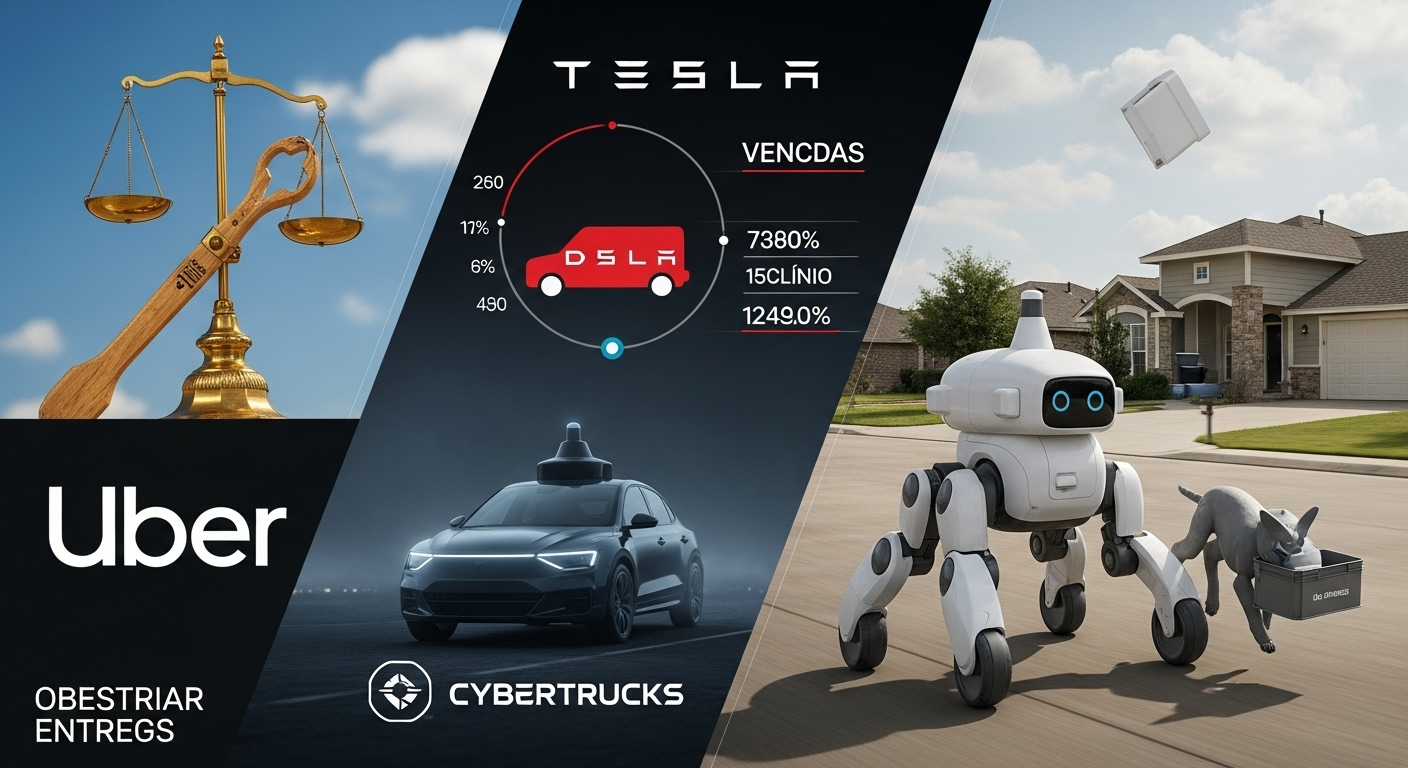 Uber
OBESTRIAR
ENTREGS
TESLA
VENCDAS
260
17%
6%
490
DSLA
7380%
15CLÍNIO
1249.0%
CYBERTRUCKS